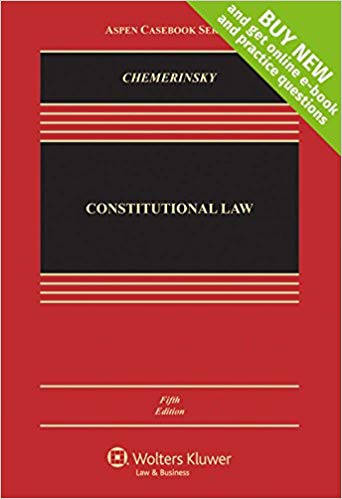 ASPEN CASEBOOK SER
CHEMERINSKY
BUY NEW
and get online e-book
and practice questions
CONSTITUTIONAL LAW
Fifth
Edition
Wolters Kluwer
Law & Business